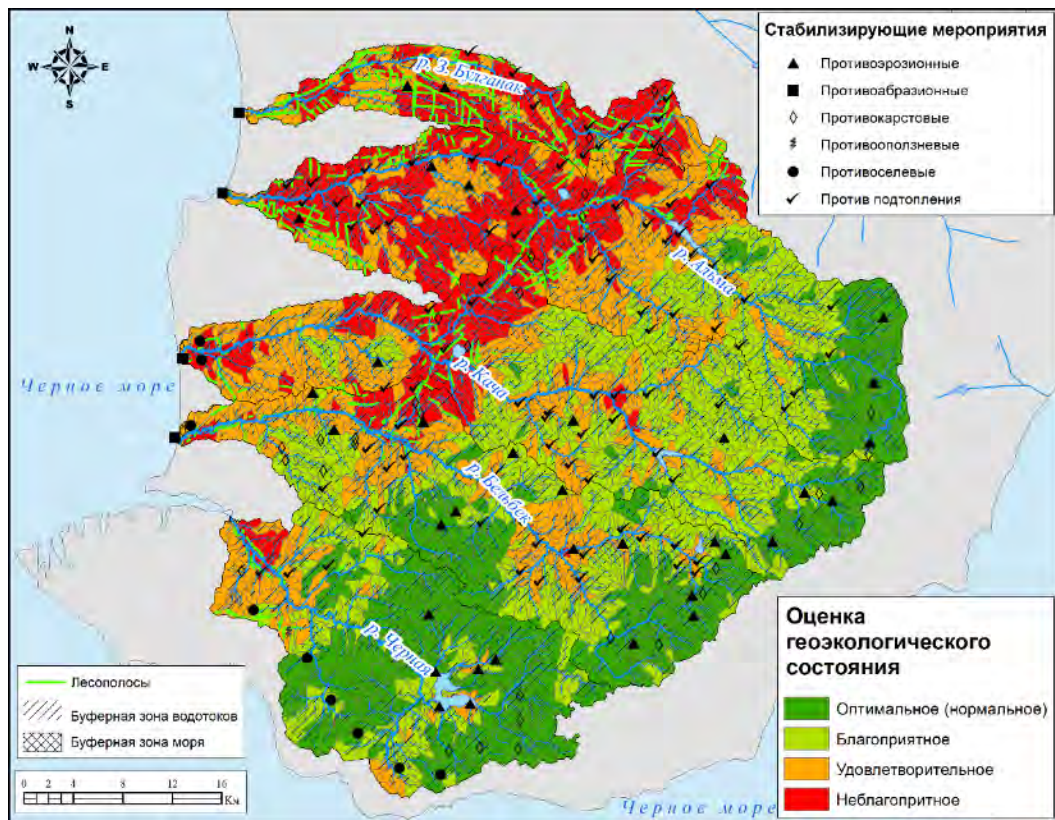 N
W
E
S
р. З. Булганак
р. Альма
р. Кача
р. Бельбек
р. Черная
Черное море
Черное море
Стабилизирующие мероприятия
Противоэрозионные
Противоабразионные
Противокарстовые
Противооползневые
Противоселевые
Против подтопления
Лесополосы
Буферная зона водотоков
Буферная зона моря
0 2 4 8 12 16
Км
Оценка
геоэкологического
состояния
Оптимальное (нормальное)
Благоприятное
Удовлетворительное
Неблагопритное